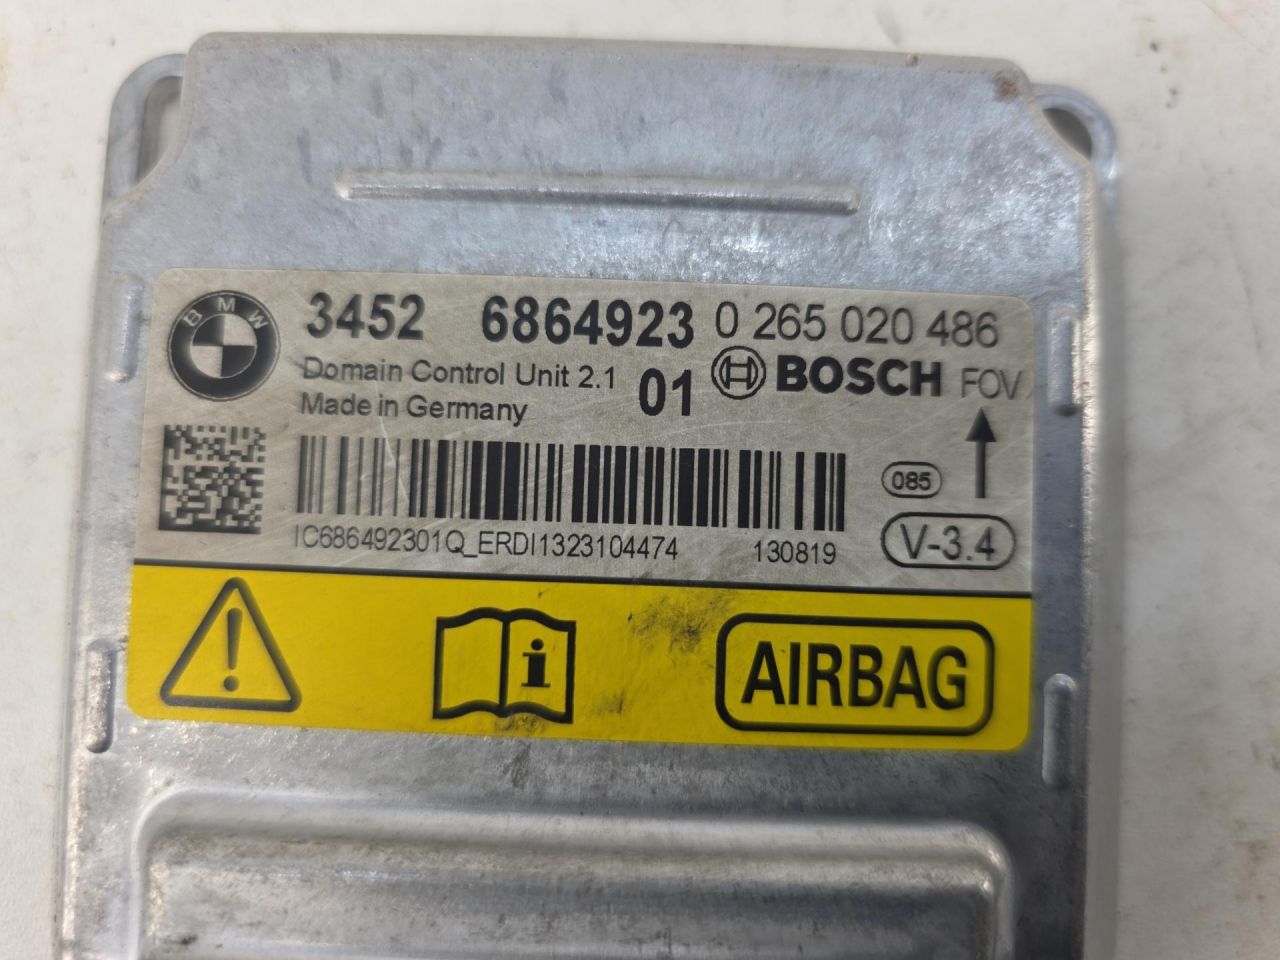 BMW
3452 6864923 0 265 020 486
Domain Control Unit 2.1 01 BOSCH FOV
Made in Germany
085
IC686492301Q_ERDI1323104474 130819 V-3.4
AIRBAG